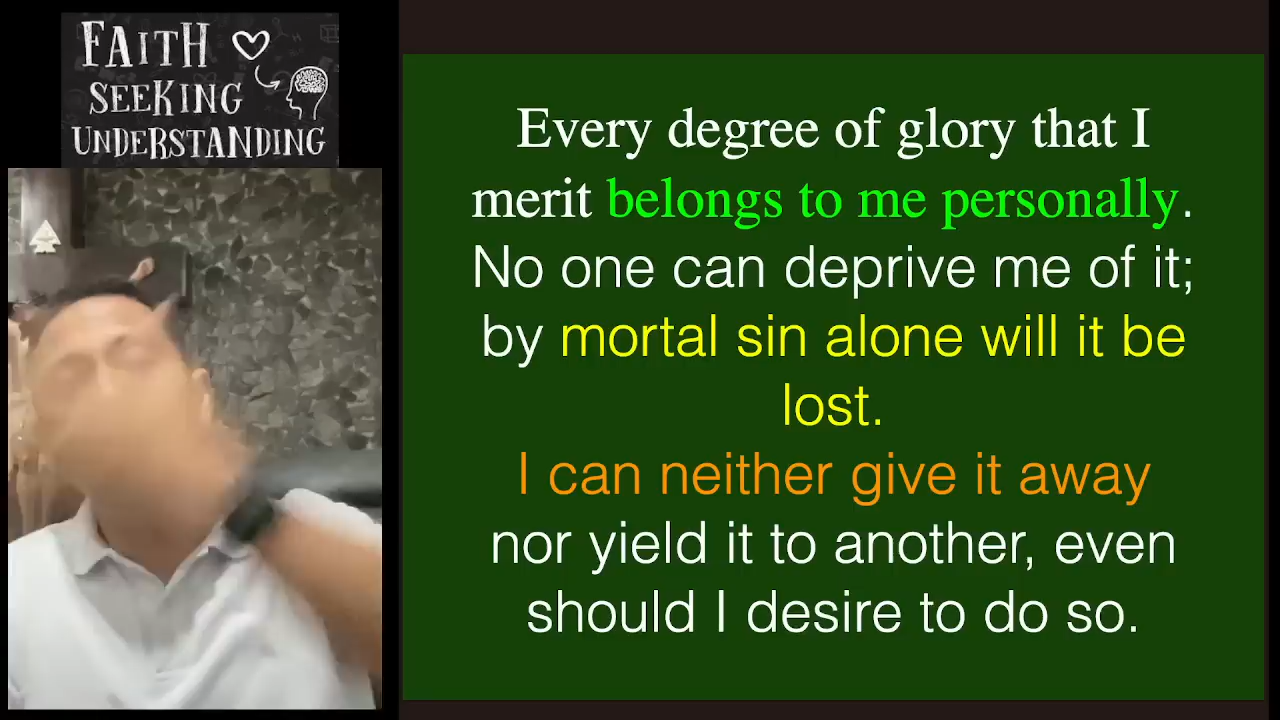 FAITH
SEEKING
UNDERSTANDING
Every degree of glory that I
merit belongs to me personally.
No one can deprive me of it;
by mortal sin alone will it be
lost.
I can neither give it away
nor yield it to another, even
should I desire to do so.